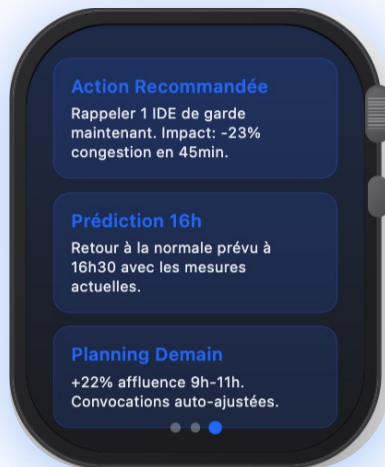 Action Recommandée
Rappeler 1 IDE de garde
maintenant. Impact: -23%
congestion en 45min.
Prédiction 16h
Retour à la normale prévu à
16h30 avec les mesures
actuelles.
Planning Demain
+22% affluence 9h-11h.
Convocations auto-ajustées.